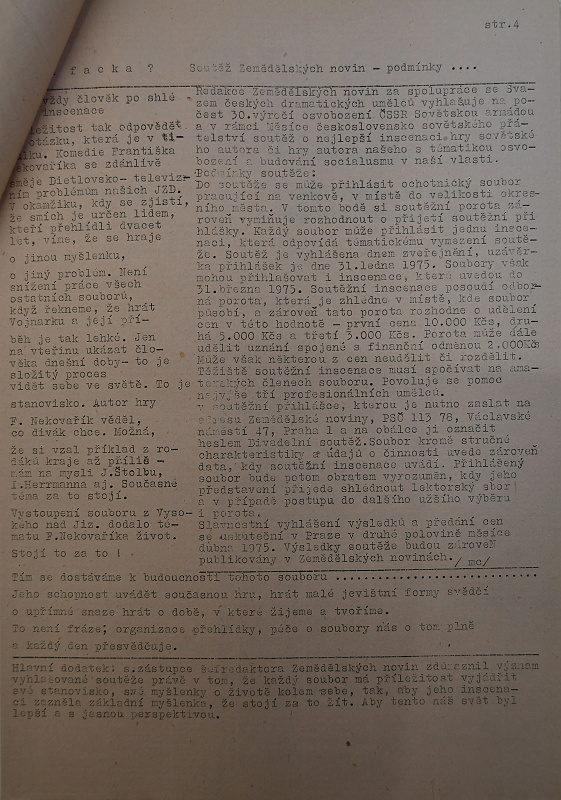 str.4
facka ?
Soutěž Zemědělských novin - podmínky ....
vždy člověk po shlé -
inscenace
ležitost tak odpovědět
otázku, která je v ti-
lku. Komedie Františka
ekovaříka se zdánlivě
směje Dietlovsko- televizr-
ním problémům našich JZD.
V okamžiku, kdy se zjistí,
že smích je určen lidem,
kteří překlidli dvacet
let, víme, že se hraje
o jinou myšlenku,
o jiný problém. Není
snížení práce všech
ostatních souborů,
když řekneme, že hrát
Vojnarku a její pří-
běh je tak lehké. Jen
na vteřinu ukázat člo-
věka dnešní doby- to je
složitý proces
vidět sebe ve světě. To je
stanovisko. Autor hry
F. Nekovařík věděl,
co divák chce. Možná,
že si vzal příklad z ro-
dáků kraje až příliš -
mám na mysli J.Štolbu,
I.Herrmanna aj. Současné
téma za to stojí.
Vystoupení souboru z Vyso-
kého nad Jiz. dodalo té-
matu F.Nekovaříka život.
Stojí to za to !
Redakce Zemědělských novin za spolupráce se Sva-
zem českých dramatických umělců vyhlašuje na po-
čest 30.výročí osvobození ČSSR Sovětskou armádou
a v rámci Měsíce československo sovětského přá-
telství soutěž o nejlepší inscenaci hry sovětské
ho autora či hry autora našeho s tématikou osvo-
bození a budování socialusmu v naší vlasti.
Podmínky soutěže:
Do soutěže se může přihlásit ochotnický soubor
pracující na venkově, v místě do velikosti okres-
ního města. V tomto bodě si soutěžní porota zá-
roveň vymiňuje rozhodnout o přijetí soutěžní při
hlášky. Každý soubor může přihlásit jednu insce-
naci, která odpovídá tématickému vymezení soutě-
že. Soutěž je vyhlášena dnem zveřejnění, uzávěr-
ka přihlášek je dne 31.ledna 1975. Soubory však
mohou přihlašovat i inscenace, které uvedou do
31.března 1975. Soutěžní inscenace posoudí odbor-
ná porota, která je zhlédne v místě, kde soubor
působí, a zároveň tato porota rozhodne o udělení
cen v této hodnotě - první cena 10.000 Kčs, dru-
há 5.000 Kčs a třetí 3.000 Kčs. Porota může dále
udělit uznání spojené s finanční odměnou 2.000Kčs
Může však některou z cen neudělit či rozdělit.
Těžiště soutěžní inscenace musí spočívat na ama-
térských členech souboru. Povoluje se pomoc
nejvýše tří profesionálních umělců.
V soutěžní přihlášce, kterou je nutno zaslat na
adresu Zemědělské noviny, PSČ 113 78, Václavské
náměstí 47, Praha 1 a na obálce ji označit
heslem Divadelní soutěž.Soubor kromě stručné
charakteristiky a údajů o činnosti uvede zároveň
data, kdy soutěžní inscenace uvádí. Přihlášený
soubor bude potom obratem vyrozuměn, kdy jeho
představení přijede shlédnout lektorský sbor
a v případě postupu do dalšího užšího výběru
i porota.
Slavnostní vyhlášení výsledků a předání cen
se uskuteční v Praze v druhé polovině měsíce
dubna 1975. Výsledky soutěže budou zároveň
publikovány v Zemědělských novinách./ mc/
Tím se dostáváme k budoucnosti tohoto souboru ..............................
Jeho schopnost uvádět současnou hru, hrát malé jevištní formy svědčí
o upřímné snaze hrát o době, v které žijeme a tvoříme.
To není fráze; organizace přehlídky, péče o soubory nás o tom plně
a každý den přesvědčuje.
Hlavní dodatek: s.zástupce šéfredaktora Zemědělských novin zdůraznil význam
vyhlašované soutěže právě v tom, že každý soubor má příležitost vyjádřit
své stanovisko, své myšlenky o životě kolem sebe, tak, aby jeho inscena-
ci zazněla základní myšlenka, že stojí za to žít. Aby tento náš svět byl
lepší a s jasnou perspektivou.